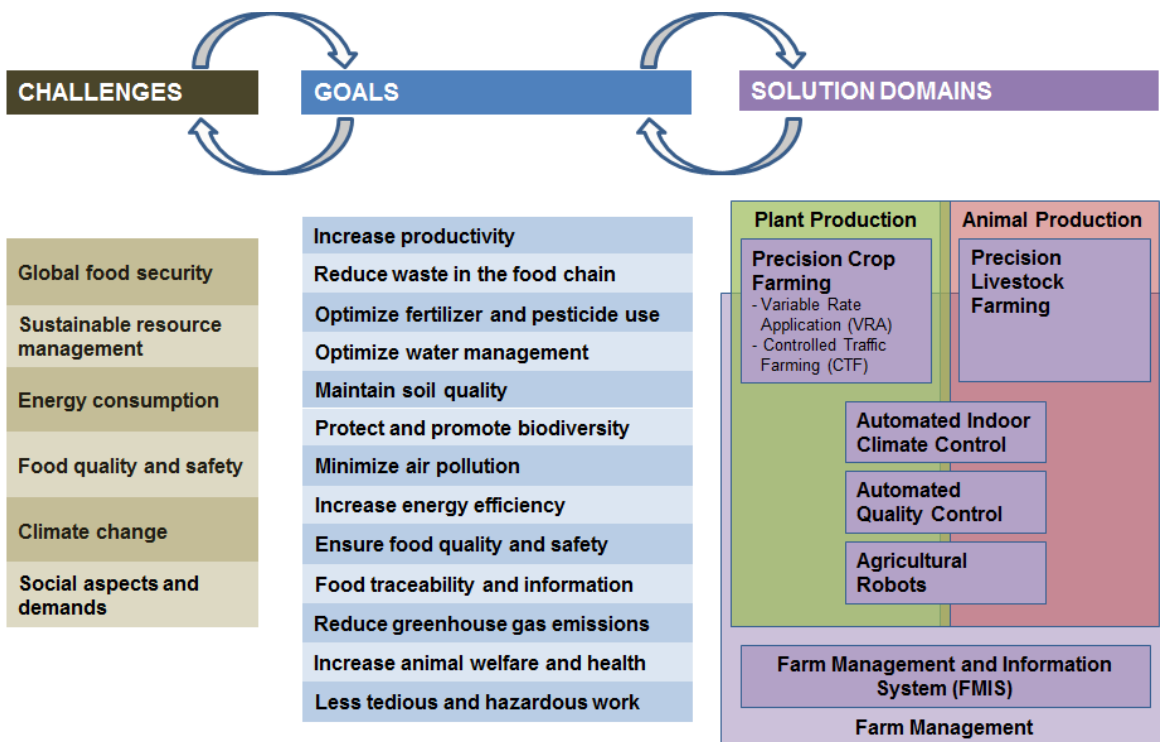 CHALLENGES
GOALS
SOLUTION DOMAINS
Global food security
Sustainable resource
management
Energy consumption
Food quality and safety
Climate change
Social aspects and
demands
Increase productivity
Reduce waste in the food chain
Optimize fertilizer and pesticide use
Optimize water management
Maintain soil quality
Protect and promote biodiversity
Minimize air pollution
Increase energy efficiency
Ensure food quality and safety
Food traceability and information
Reduce greenhouse gas emissions
Increase animal welfare and health
Less tedious and hazardous work
Plant Production
Precision Crop
Farming
- Variable Rate
Application (VRA)
- Controlled Traffic
Farming (CTF)
Animal Production
Precision
Livestock
Farming
Automated Indoor
Climate Control
Automated
Quality Control
Agricultural
Robots
Farm Management and Information
System (FMIS)
Farm Management